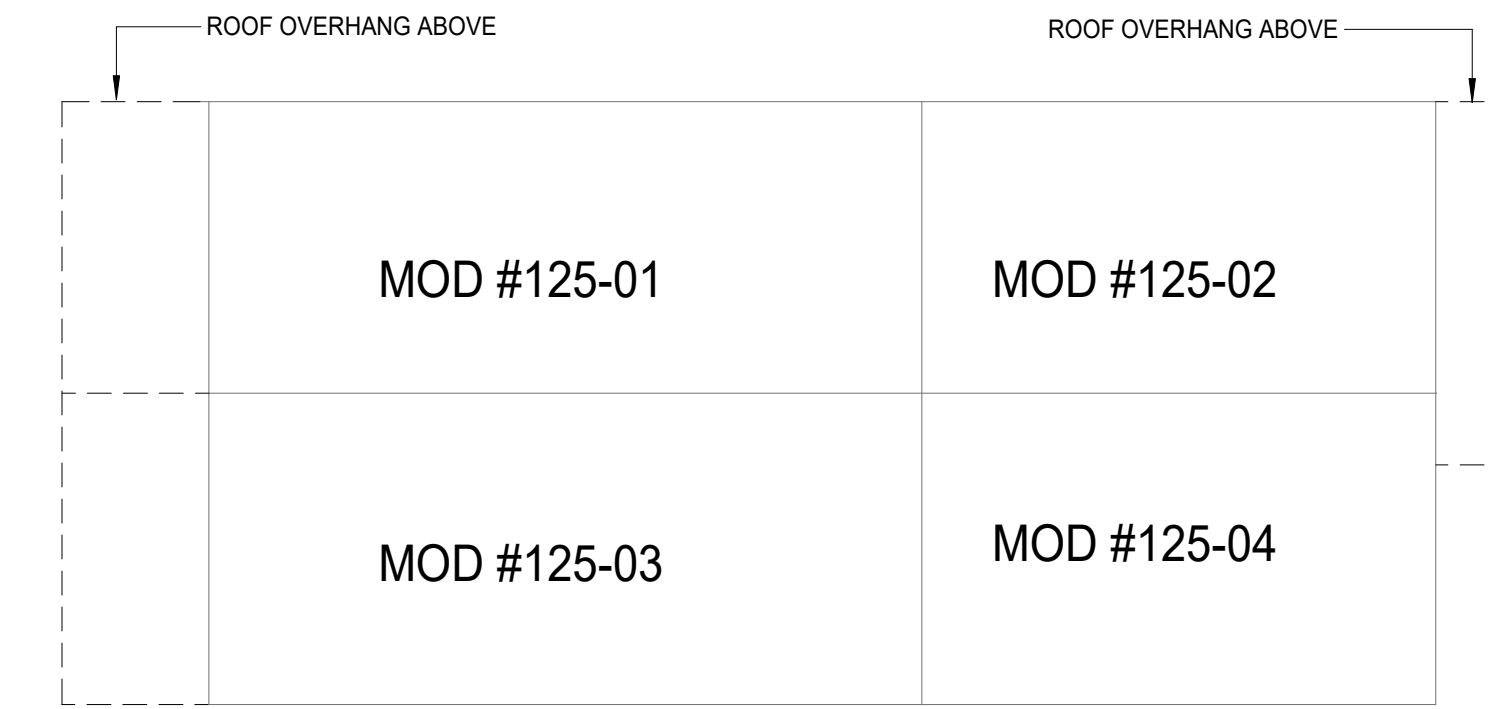 ROOF OVERHANG ABOVE
ROOF OVERHANG ABOVE
MOD #125-01
MOD #125-02
MOD #125-03
MOD #125-04